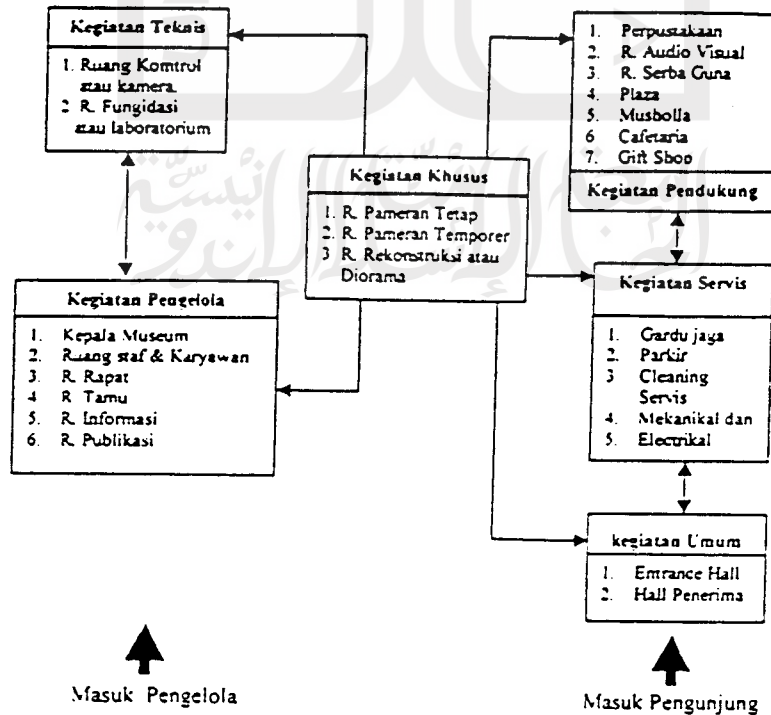 Kegiatan Teknis
1. Ruang Komtrol
atau kamera.
2 R. Fungidasi
atau laboratorium
1. Perpustakaan
2. R. Audio Visual
3. R. Serba Guna
4. Plaza
5. Musbolla
6 Cafetaria
7. Gift Shop
Kegiatan Pendukung
Kegiatan Khusus
1. R. Pameran Tetap
2. R. Pameran Temporer
3 R. Rekonstruksi atau
Diorama
Kegiatan Pengelola
1. Kepala Museum
2. Ruang staf & Karyawan
3. R. Rapat
4 R. Tamu
5. R. Informasi
6. R. Publikasi
Kegiatan Servis
1. Gardu jaga
2. Parkir
3 Cleaning
Servis
4. Mekanikal dan
5. Electrikal
kegiatan Umum
1. Entrance Hall
2. Hall Penerima
Masuk Pengelola
Masuk Pengunjung